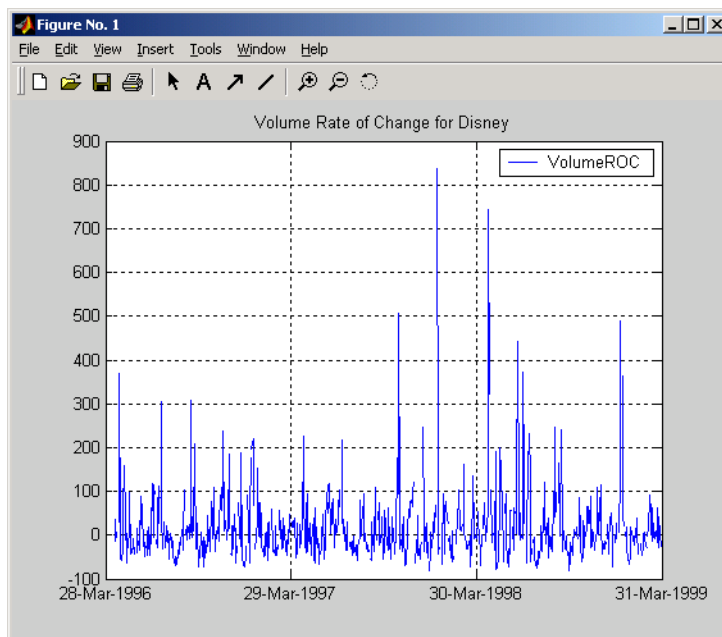 Figure No. 1
File Edit View Insert Tools Window Help
A
Volume Rate of Change for Disney
VolumeROC
900
800
700
600
500
400
300
200
100
0
-100
28-Mar-1996 29-Mar-1997 30-Mar-1998 31-Mar-1999